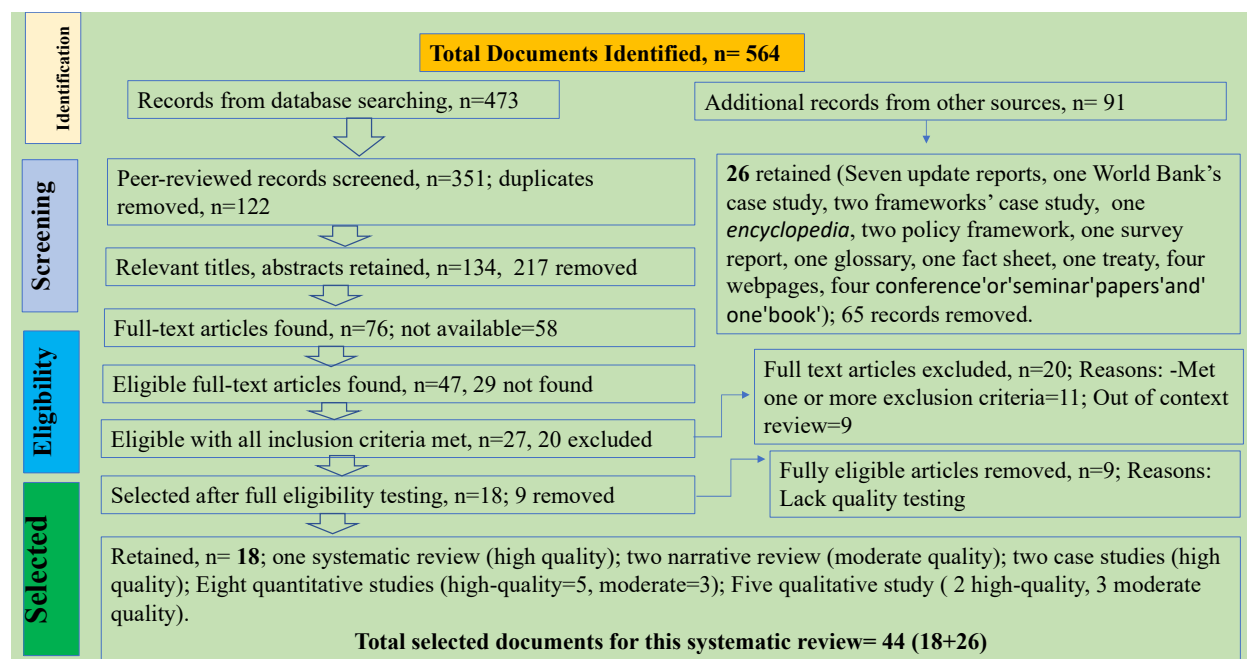 Identification
Total Documents Identified, n= 564
Records from database searching, n=473
Additional records from other sources, n= 91
Screening
Peer-reviewed records screened, n=351; duplicates
removed, n=122
Relevant titles, abstracts retained, n=134, 217 removed
26 retained (Seven update reports, one World Bank's
case study, two frameworks' case study, one
encyclopedia, two policy framework, one survey
report, one glossary, one fact sheet, one treaty, four
webpages, four conference'or'seminar'papers'and'
one'book'); 65 records removed.
Full-text articles found, n=76; not available=58
Eligibility
Eligible full-text articles found, n=47, 29 not found
Eligible with all inclusion criteria met, n=27, 20 excluded
Full text articles excluded, n=20; Reasons: -Met
one or more exclusion criteria=11; Out of context
review=9
Selected after full eligibility testing, n=18; 9 removed
Fully eligible articles removed, n=9; Reasons:
Lack quality testing
Selected
Retained, n= 18; one systematic review (high quality); two narrative review (moderate quality); two case studies (high
quality); Eight quantitative studies (high-quality=5, moderate=3); Five qualitative study ( 2 high-quality, 3 moderate
quality).
Total selected documents for this systematic review= 44 (18+26)